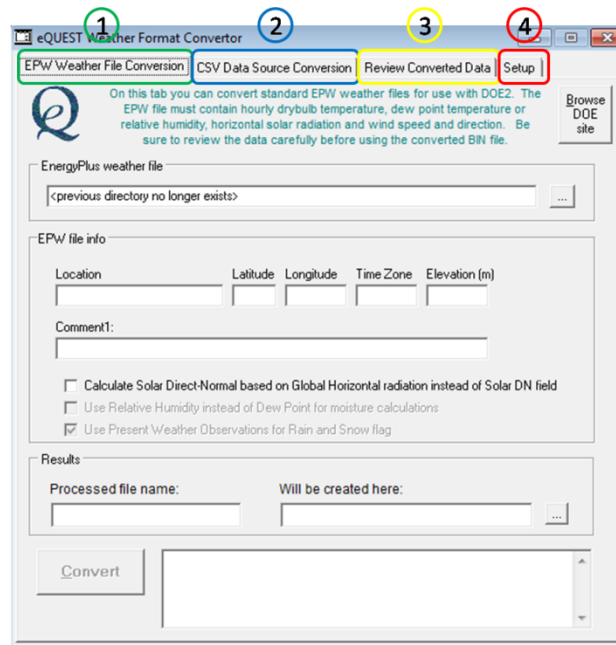 1 2 3 4
eQUEST Weather Format Convertor
EPW Weather File Conversion CSV Data Source Conversion Review Converted Data Setup
On this tab you can convert standard EPW weather files for use with DOE2. The
EPW file must contain hourly drybulb temperature, dew point temperature or
relative humidity, horizontal solar radiation and wind speed and direction. Be
sure to review the data carefully before using the converted BIN file.
Browse
DOE
site
EnergyPlus weather file
<previous directory no longer exists>
...
EPW file info
Location Latitude Longitude Time Zone Elevation (m)
Comment1:
Calculate Solar Direct-Normal based on Global Horizontal radiation instead of Solar DN field
Use Relative Humidity instead of Dew Point for moisture calculations
Use Present Weather Observations for Rain and Snow flag
Results
Processed file name: Will be created here:
...
Convert